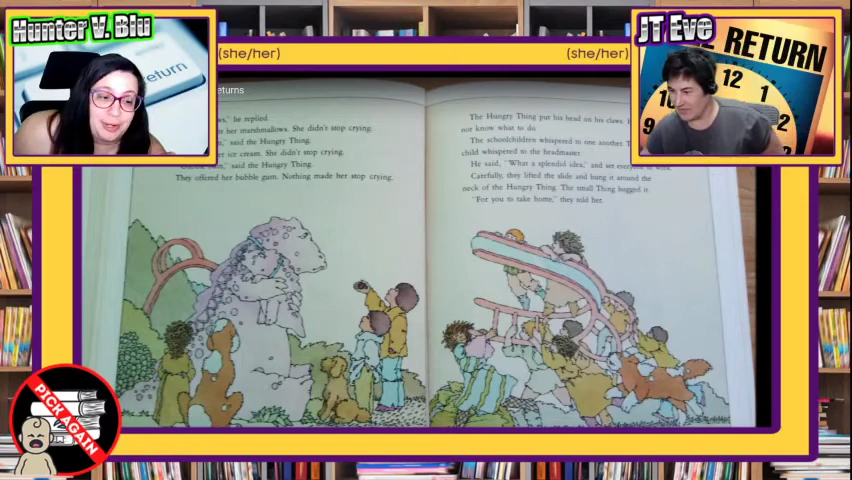 Hunter V. Blu
return
(she/her)
(she/her)
JT Eve
RETURN
12
1
2
3
9
eturns
he replied.
her marshmallows. She didn't stop crying.
said the Hungry Thing.
ice cream. She didn't stop crying.
said the Hungry Thing.
They offered her bubble gum. Nothing made her stop crying.
The Hungry Thing put his head on his claws.
not know what to do.
The schoolchildren whispered to one another.
child whispered to the headmaster.
He said, "What a splendid idea," and set everyone to work.
Carefully, they lifted the slide and hung it around the
neck of the Hungry Thing. The small Thing hugged it.
"For you to take home," they told her.
PICK AGAIN